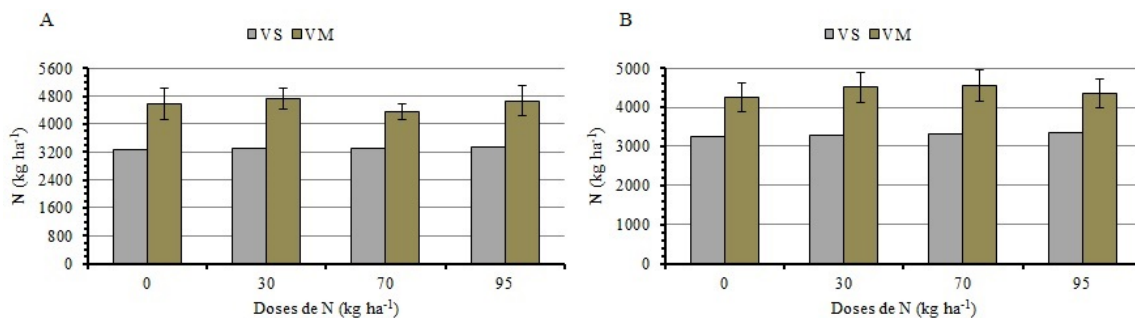 A
VS VM
N (kg ha⁻¹)
5600
4800
4000
3200
2400
1600
800
0
0 30 70 95
Doses de N (kg ha⁻¹)
B
VS VM
N (kg ha⁻¹)
5000
4000
3000
2000
1000
0
0 30 70 95
Doses de N (kg ha⁻¹)